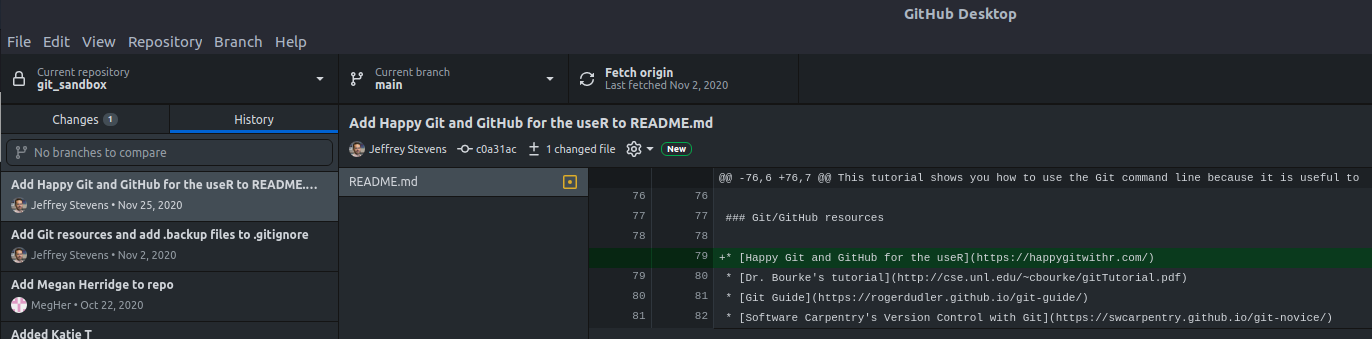 GitHub Desktop
File Edit View Repository Branch Help
Current repository
git_sandbox
Current branch
main
Fetch origin
Last fetched Nov 2, 2020
Changes 1
History
No branches to compare
Add Happy Git and GitHub for the useR to README....
Jeffrey Stevens • Nov 25, 2020
Add Git resources and add .backup files to .gitignore
Jeffrey Stevens • Nov 2, 2020
Add Megan Herridge to repo
MegHer • Oct 22, 2020
Added Katie T
Add Happy Git and GitHub for the useR to README.md
Jeffrey Stevens c0a31ac 1 changed file New
README.md
@@ -76,6 +76,7 @@ This tutorial shows you how to use the Git command line because it is useful to
76 76
77 77 ### Git/GitHub resources
78 78
79 +* [Happy Git and GitHub for the useR](https://happygitwithr.com/)
79 80 * [Dr. Bourke's tutorial](http://cse.unl.edu/~cbourke/gitTutorial.pdf)
80 81 * [Git Guide](https://rogerdudler.github.io/git-guide/)
81 82 * [Software Carpentry's Version Control with Git](https://swcarpentry.github.io/git-novice/)